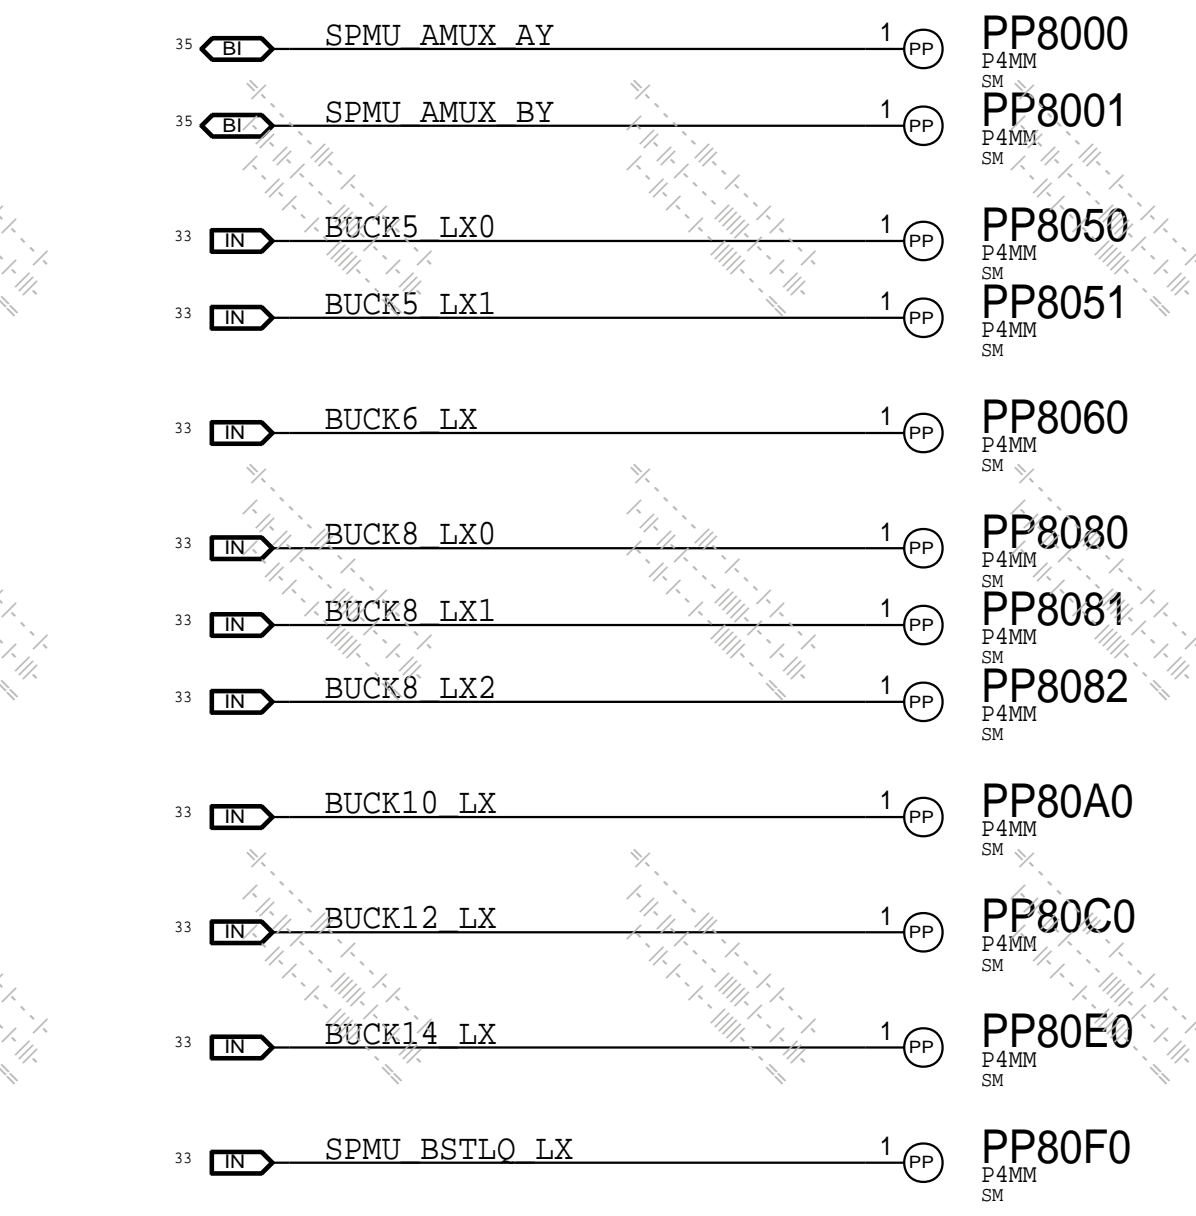 35 BI SPMU_AMUX_AY 1 PP PP8000
P4MM
SM
35 BI SPMU_AMUX_BY 1 PP PP8001
P4MM
SM
33 IN BUCK5_LX0 1 PP PP8050
P4MM
SM
33 IN BUCK5_LX1 1 PP PP8051
P4MM
SM
33 IN BUCK6_LX 1 PP PP8060
P4MM
SM
33 IN BUCK8_LX0 1 PP PP8080
P4MM
SM
33 IN BUCK8_LX1 1 PP PP8081
P4MM
SM
33 IN BUCK8_LX2 1 PP PP8082
P4MM
SM
33 IN BUCK10_LX 1 PP PP80A0
P4MM
SM
33 IN BUCK12_LX 1 PP PP80C0
P4MM
SM
33 IN BUCK14_LX 1 PP PP80E0
P4MM
SM
33 IN SPMU_BSTLQ_LX 1 PP PP80F0
P4MM
SM